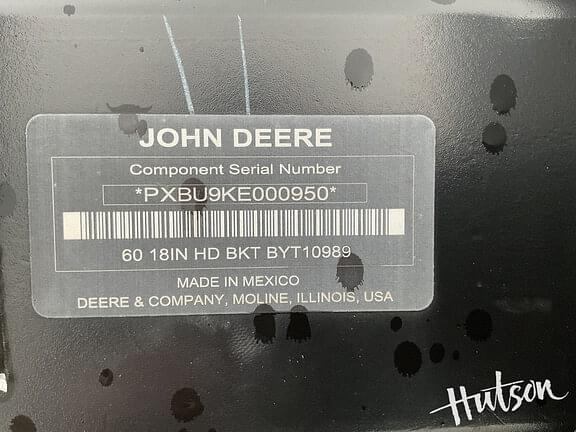 JOHN DEERE
Component Serial Number
*PXBU9KE000950*
60 18IN HD BKT BYT10989
MADE IN MEXICO
DEERE & COMPANY, MOLINE, ILLINOIS, USA
Hutson